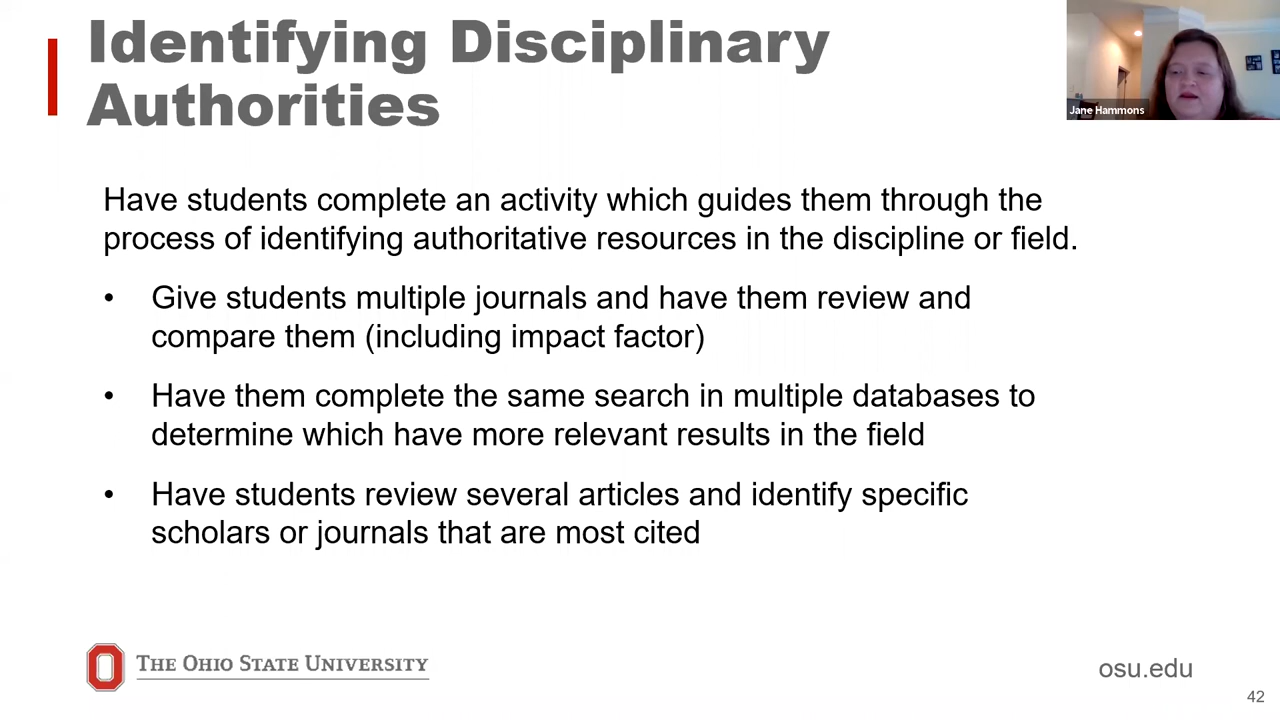 Identifying Disciplinary
Authorities
Jane Hammons
Have students complete an activity which guides them through the
process of identifying authoritative resources in the discipline or field.
• Give students multiple journals and have them review and
compare them (including impact factor)
• Have them complete the same search in multiple databases to
determine which have more relevant results in the field
• Have students review several articles and identify specific
scholars or journals that are most cited
THE OHIO STATE UNIVERSITY
osu.edu
42